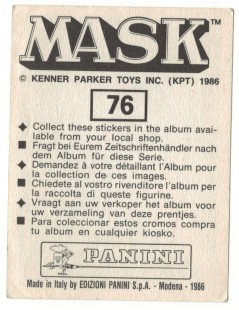 MASK™
© KENNER PARKER TOYS INC. (KPT) 1986
76
Collect these stickers in the album avai-
lable from your local shop.
Fragt bei Eurem Zeitschriftenhändler nach
dem Album für diese Serie.
Demandez à votre détaillant l'Album pour
la collection de ces images.
Chiedete al vostro rivenditore l'album per
la raccolta di queste figurine.
Vraagt aan uw verkoper het album voor
uw verzameling van deze prentjes.
Para coleccionar estos cromos compra
tu album en cualquier kiosko.
PANINI
Made in Italy by EDIZIONI PANINI S.p.A. - Modena - 1986